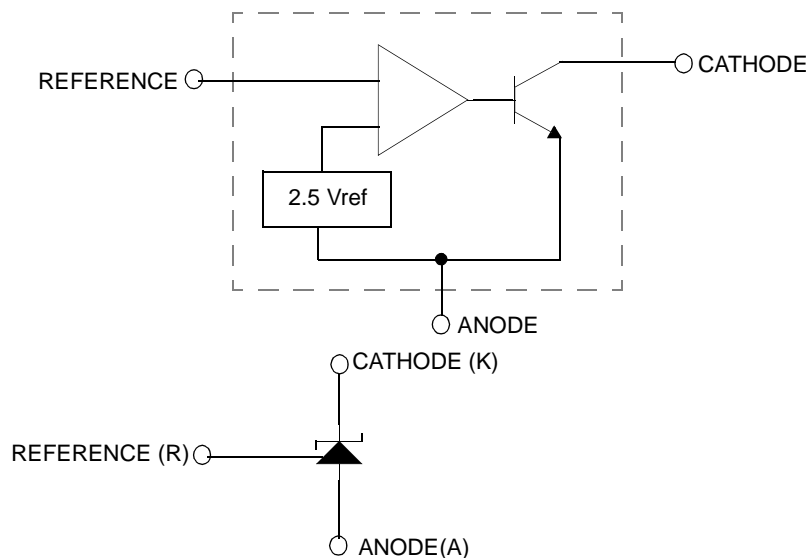 REFERENCE
CATHODE
2.5 Vref
ANODE
CATHODE (K)
REFERENCE (R)
ANODE(A)